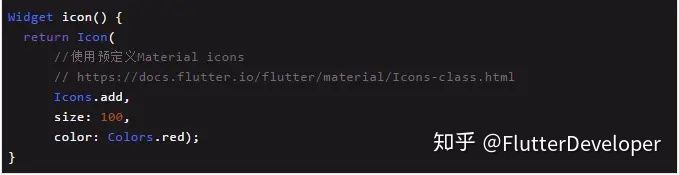 Widget icon() {
return Icon(
//使用预定义Material icons
// https://docs.flutter.io/flutter/material/Icons-class.html
Icons.add,
size: 100,
color: Colors.red);
}
知乎 @FlutterDeveloper